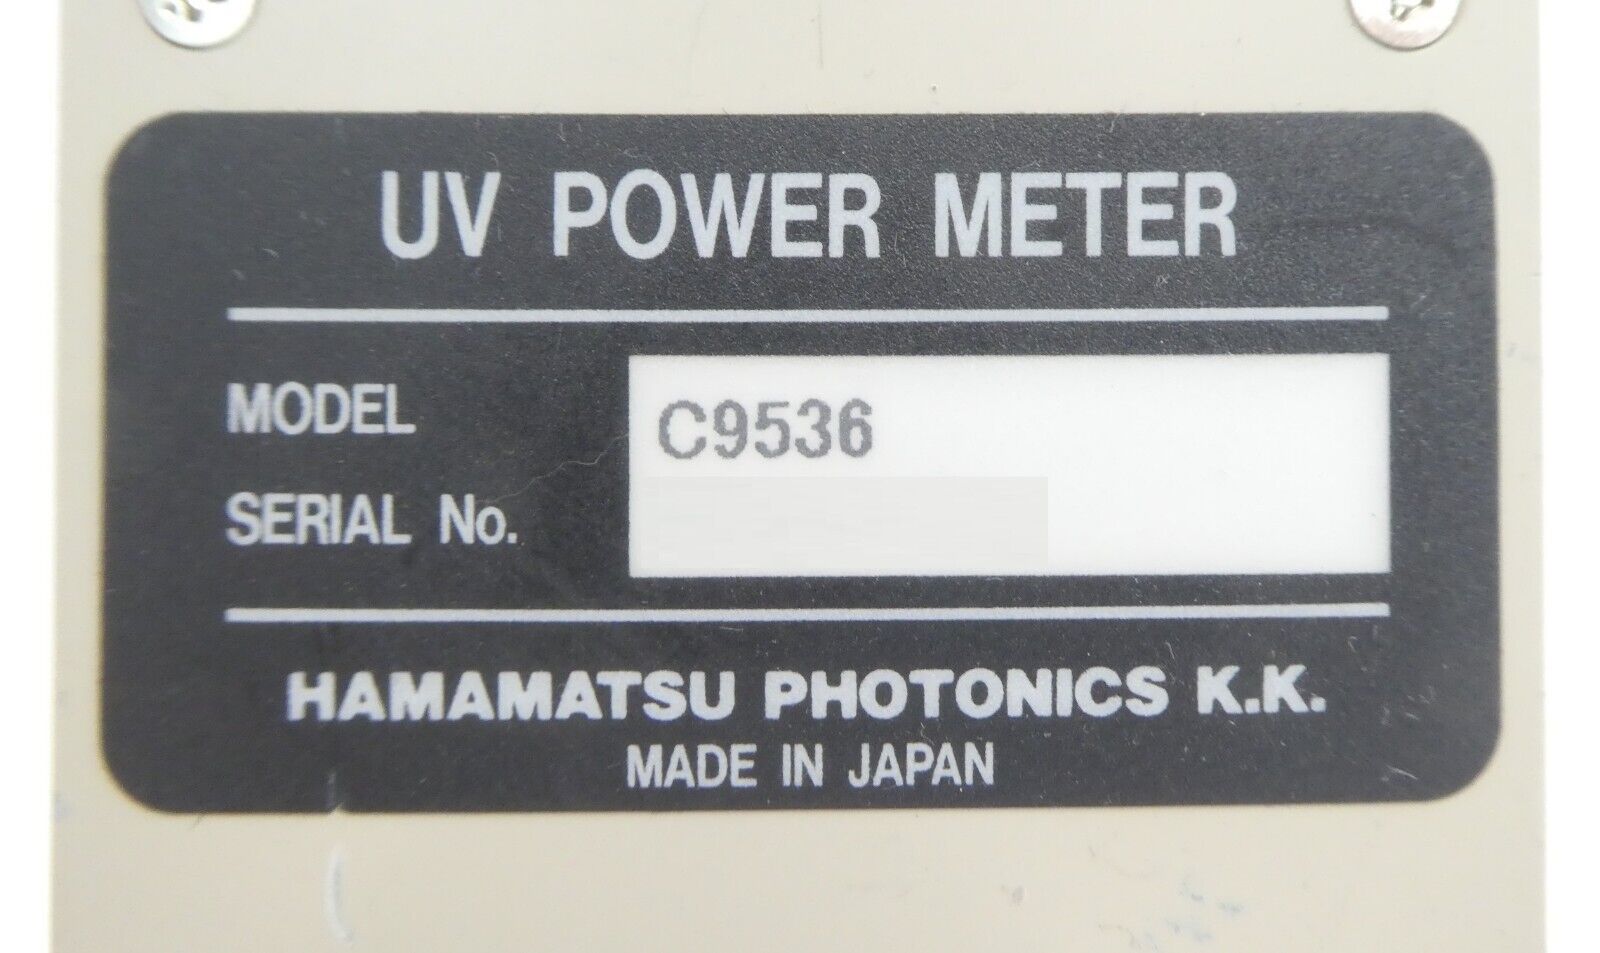 UV POWER METER
MODEL C9536
SERIAL No.
HAMAMATSU PHOTONICS K.K.
MADE IN JAPAN